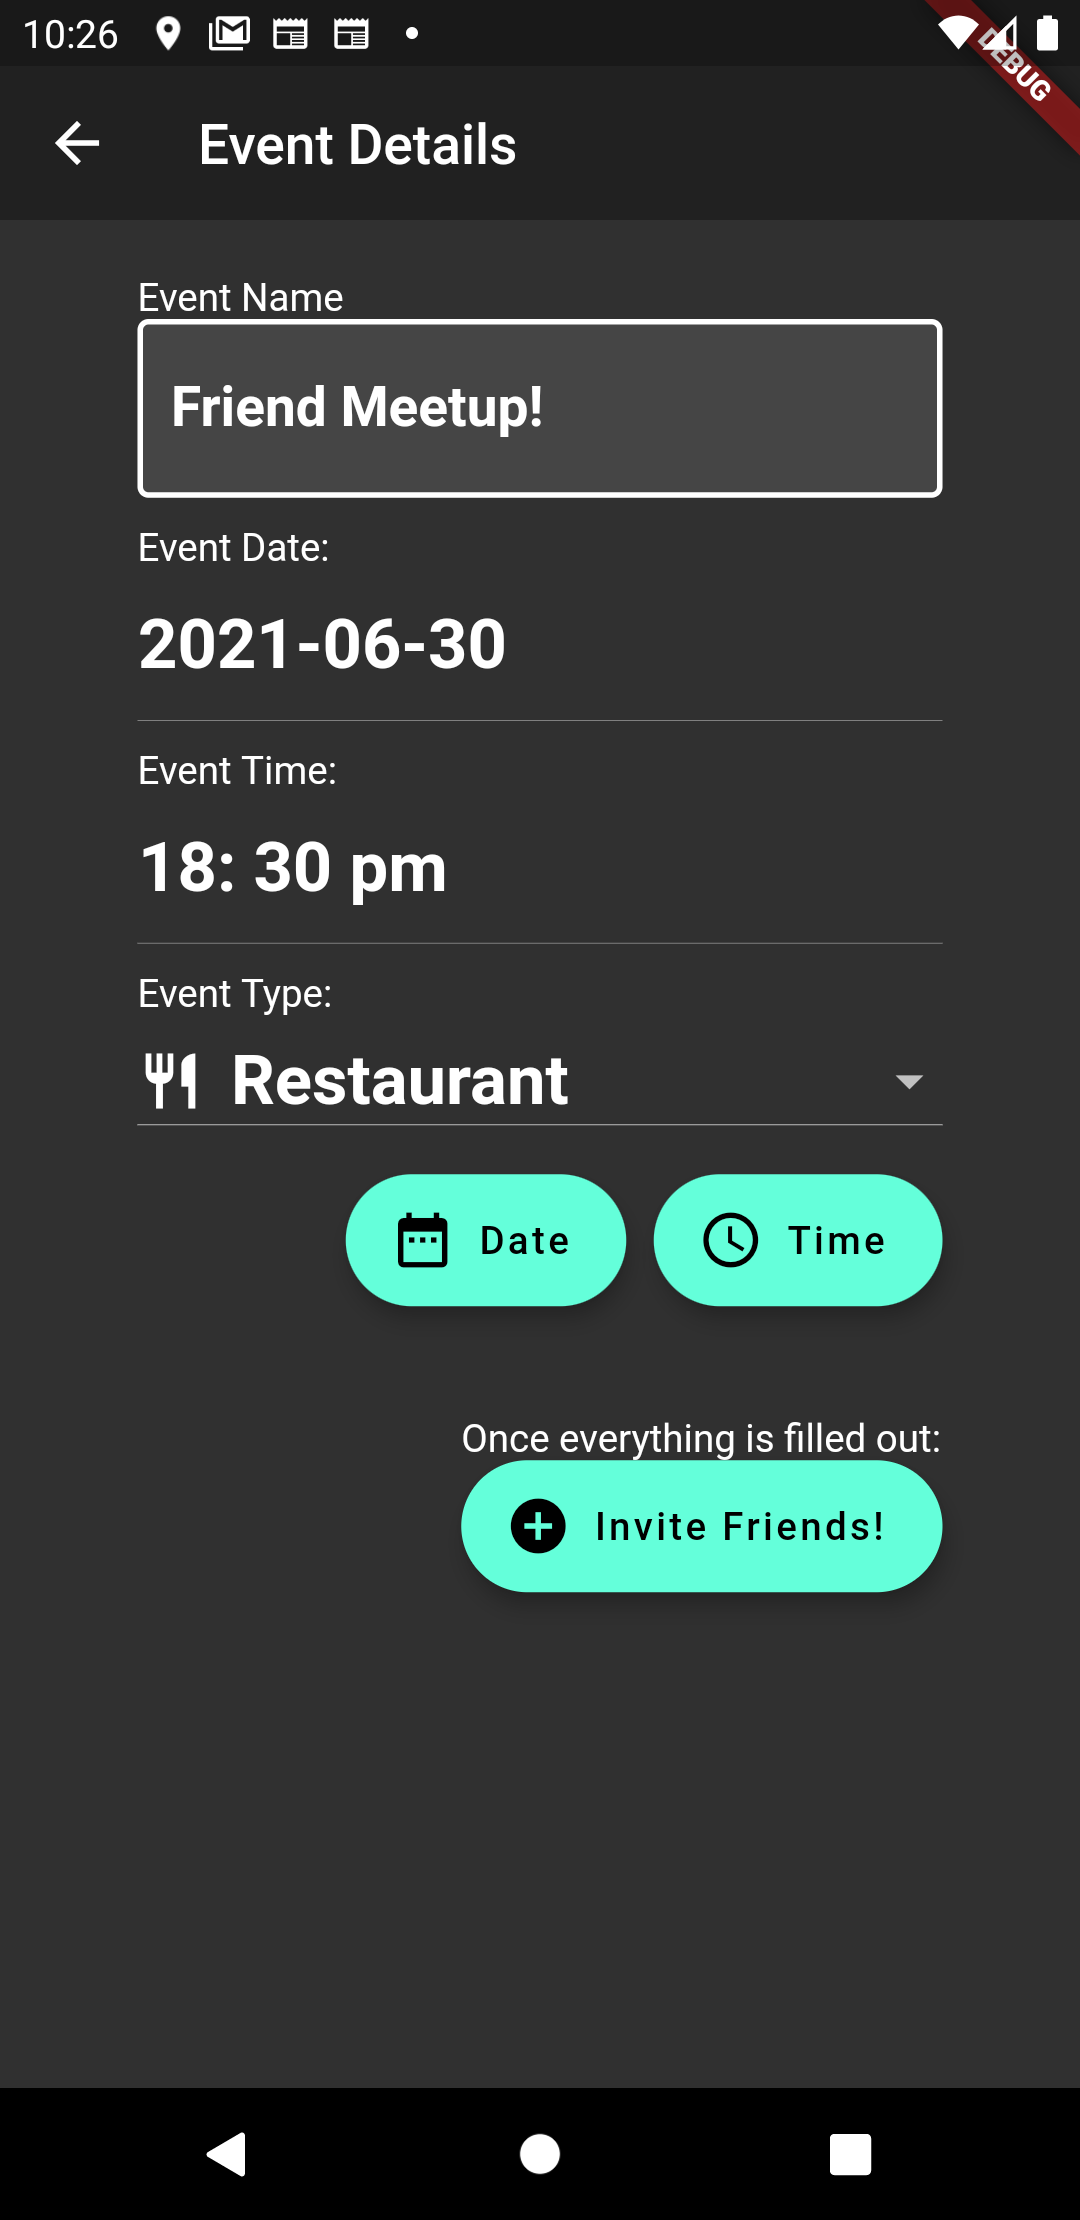 10:26
DEBUG
Event Details
Event Name
Friend Meetup!
Event Date:
2021-06-30
Event Time:
18: 30 pm
Event Type:
Restaurant
Date
Time
Once everything is filled out:
Invite Friends!